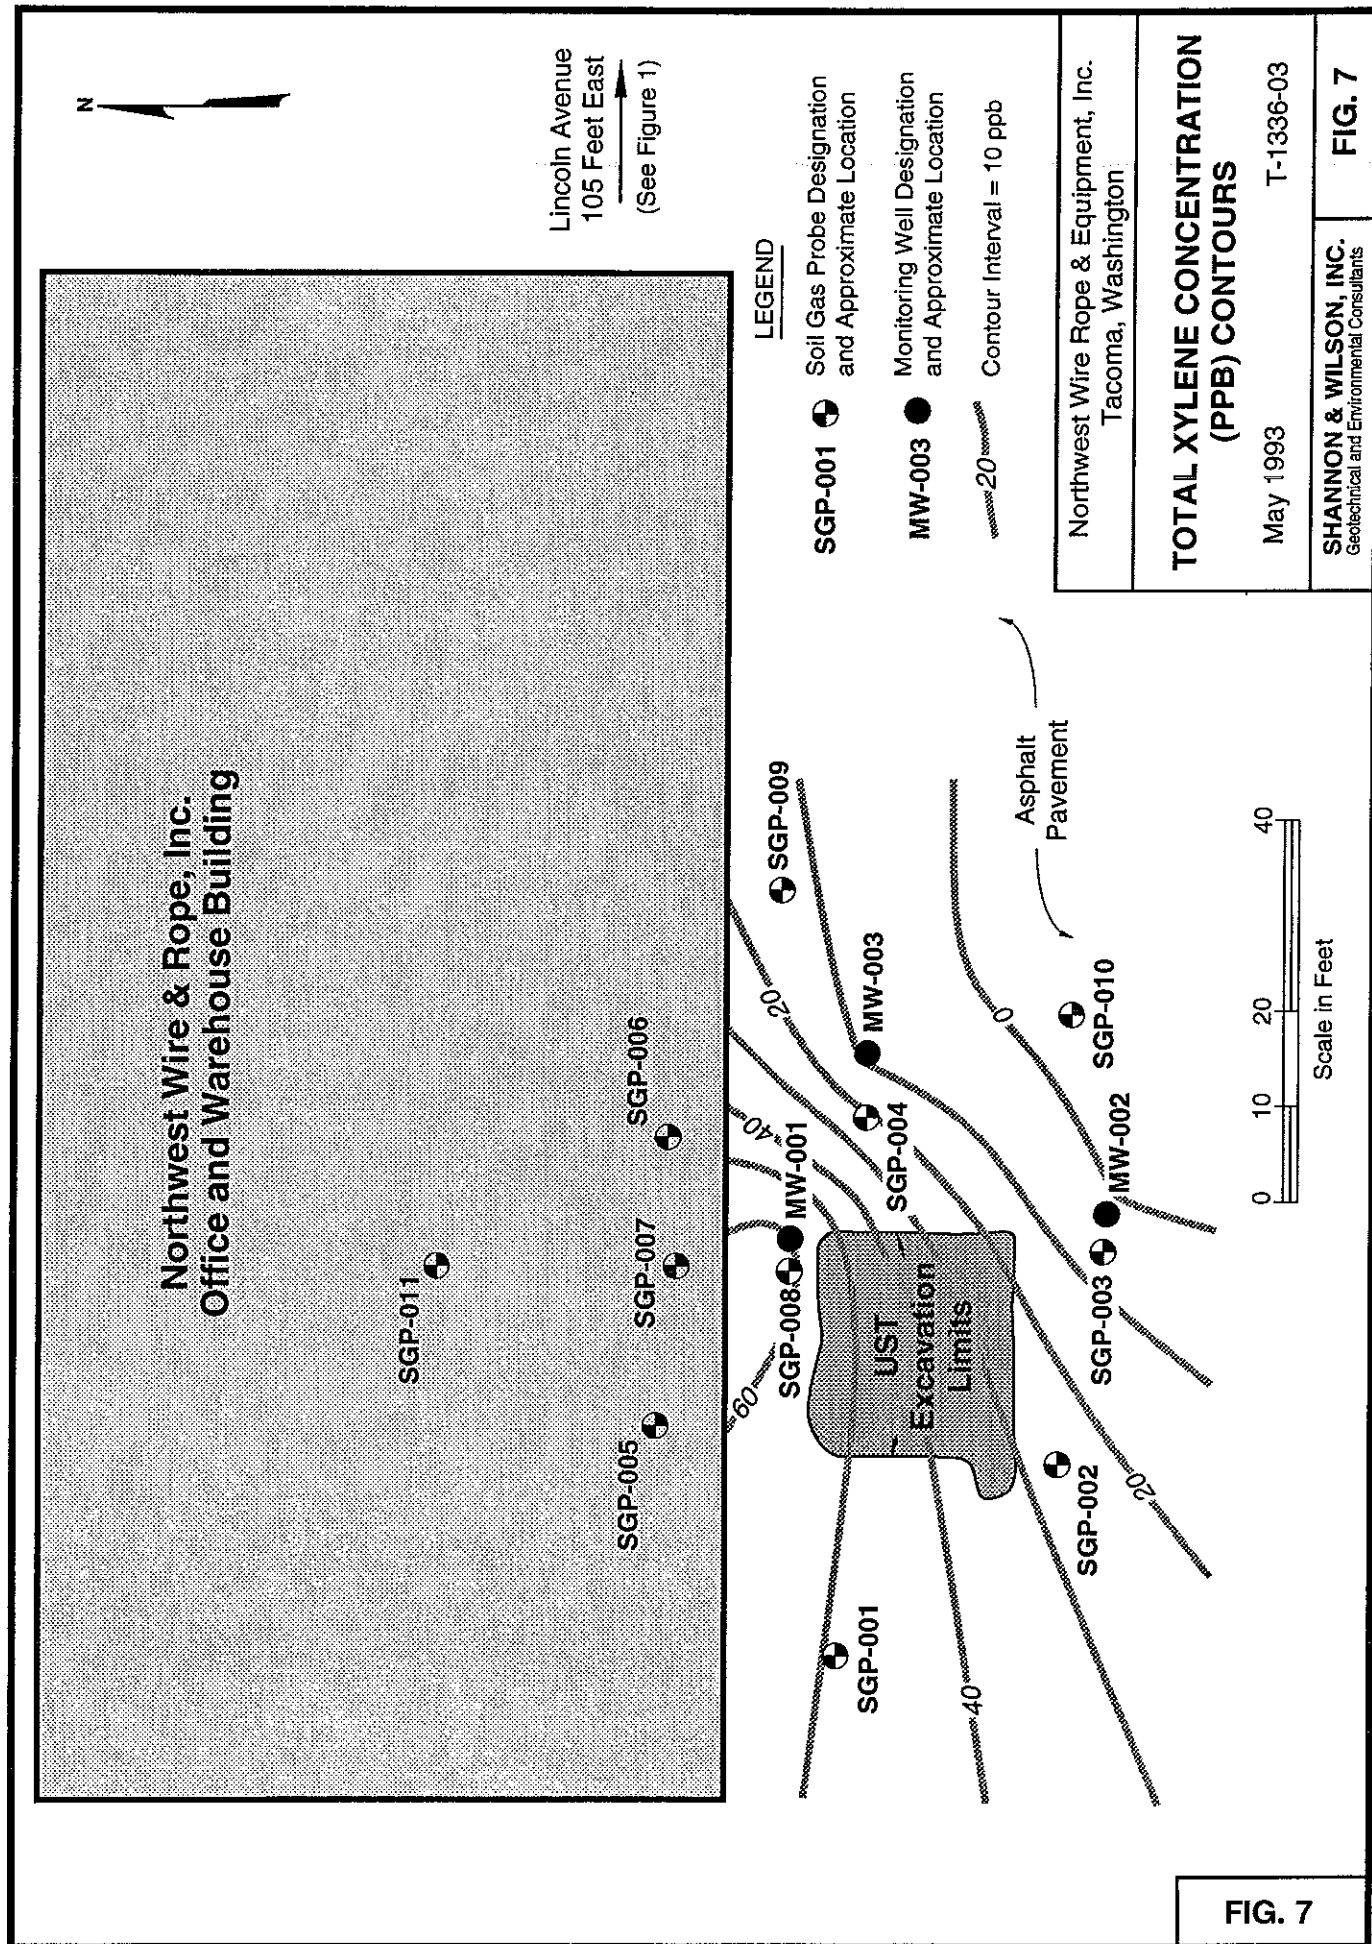 N
Lincoln Avenue
105 Feet East
(See Figure 1)
Northwest Wire & Rope, Inc.
Office and Warehouse Building
SGP-011
SGP-005
SGP-007
SGP-006
60
SGP-008
MW-001
40
20
SGP-009
SGP-001
UST
Excavation
Limits
SGP-004
MW-003
40
SGP-002
20
SGP-003
MW-002
0
SGP-010
Asphalt
Pavement
0
10
20
40
Scale in Feet
LEGEND
SGP-001
Soil Gas Probe Designation
and Approximate Location
MW-003
Monitoring Well Designation
and Approximate Location
20
Contour Interval = 10 ppb
Northwest Wire Rope & Equipment, Inc.
Tacoma, Washington
TOTAL XYLENE CONCENTRATION
(PPB) CONTOURS
May 1993
T-1336-03
SHANNON & WILSON, INC.
Geotechnical and Environmental Consultants
FIG. 7
FIG. 7